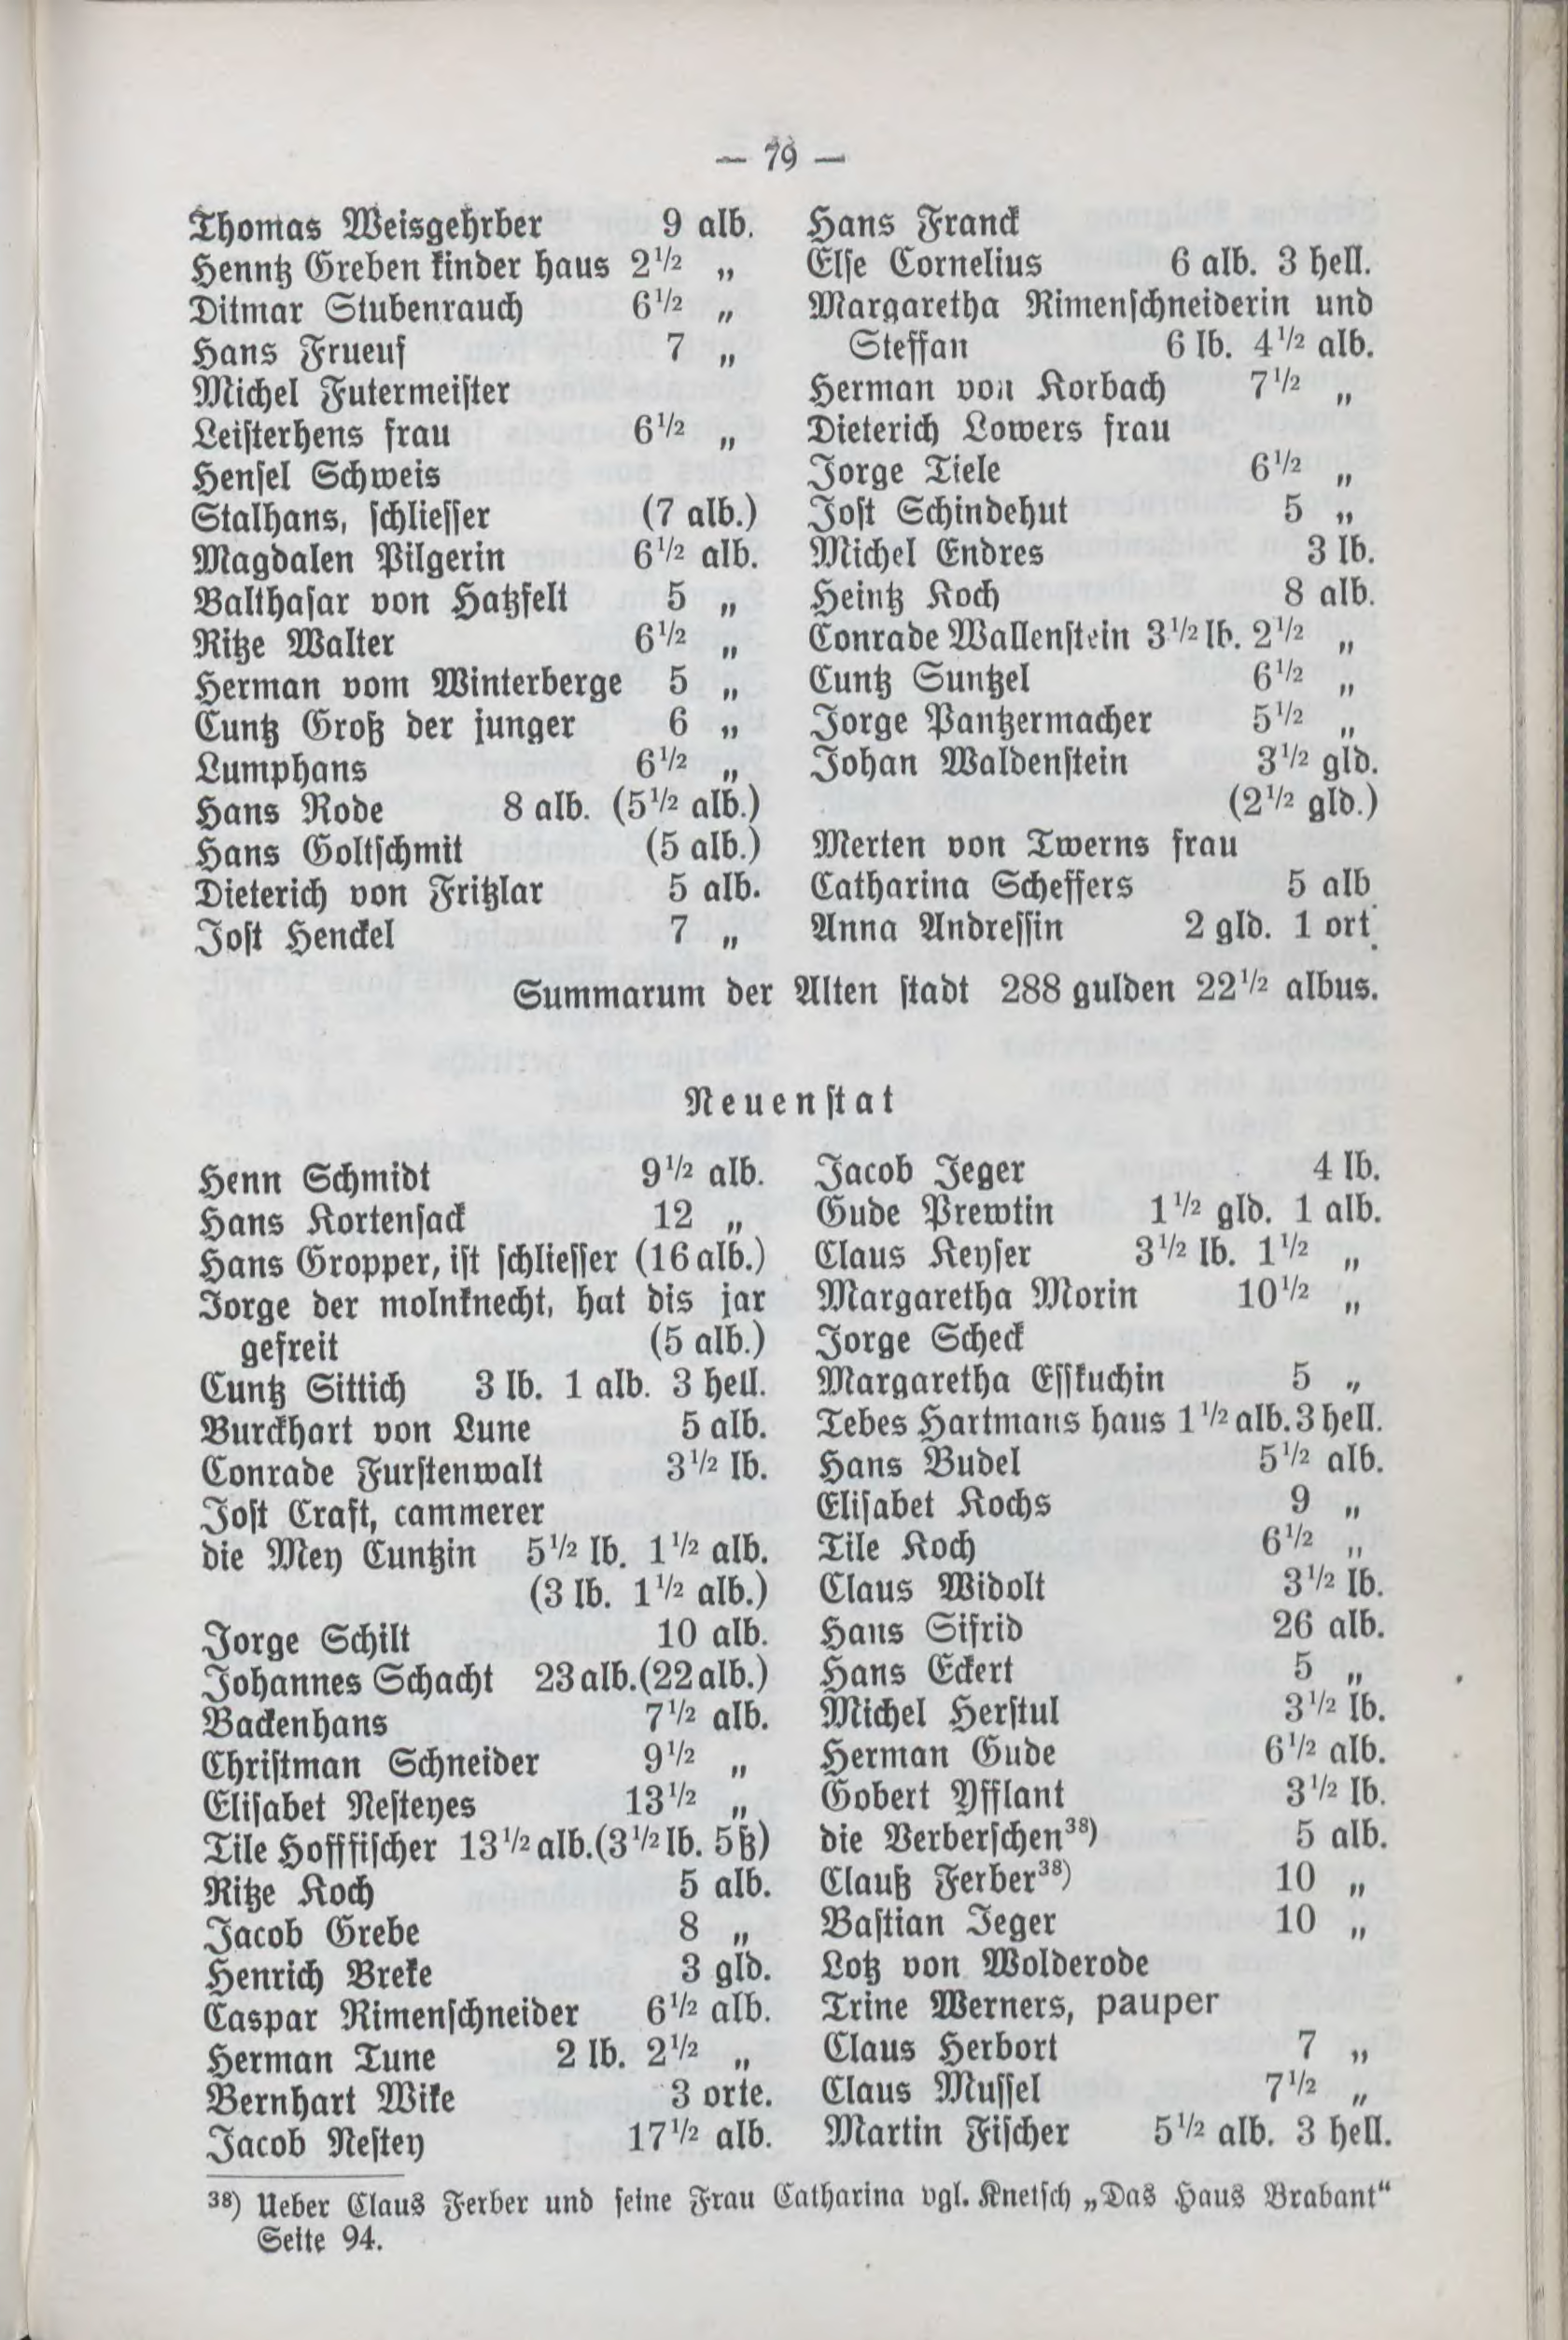 — 79 —
Thomas Weisgehrber 9 alb.
Henntz Greben kinder haus 2½ „
Ditmar Stubenrauch 6½ „
Hans Frueuf 7 „
Michel Futermeister
Leisterhens frau 6½ „
Hensel Schweis
Stalhans, schliesser (7 alb.)
Magdalen Pilgerin 6½ alb.
Balthasar von Hatzfelt 5 „
Ritze Walter 6½ „
Herman vom Winterberge 5 „
Cuntz Groß der junger 6 „
Lumphans 6½ „
Hans Rode 8 alb. (5½ alb.)
Hans Goltschmit (5 alb.)
Dieterich von Fritzlar 5 alb.
Jost Henckel 7 „
Hans Franck
Else Cornelius 6 alb. 3 hell.
Margaretha Rimenschneiderin und
Steffan 6 lb. 4½ alb.
Herman von Korbach 7½ „
Dieterich Lowers frau
Jorge Tiele 6½ „
Jost Schindehut 5 „
Michel Endres 3 lb.
Heintz Koch 8 alb.
Conrade Wallenstein 3½ lb. 2½ „
Cuntz Suntzel 6½ „
Jorge Pantzermacher 5½ „
Johan Waldenstein 3½ gld.
(2½ gld.)
Merten von Twerns frau
Catharina Scheffers 5 alb.
Anna Andressin 2 gld. 1 ort.
Summarum der Alten stadt 288 gulden 22½ albus.
Neuenstat
Henn Schmidt 9½ alb.
Hans Kortensack 12 „
Hans Gropper, ist schliesser (16 alb.)
Jorge der molnknecht, hat dis jar
gefreit (5 alb.)
Cuntz Sittich 3 lb. 1 alb. 3 hell.
Burckhart von Lune 5 alb.
Conrade Furstenwalt 3½ lb.
Jost Craft, cammerer
die Mey Cuntzin 5½ lb. 1½ alb.
(3 lb. 1½ alb.)
Jorge Schilt 10 alb.
Johannes Schacht 23 alb. (22 alb.)
Backenhans 7½ alb.
Christman Schneider 9½ „
Elisabet Nesteyes 13½ „
Tile Hofffischer 13½ alb. (3½ lb. 5 ß)
Ritze Koch 5 alb.
Jacob Grebe 8 „
Henrich Breke 3 gld.
Caspar Rimenschneider 6½ alb.
Herman Tune 2 lb. 2½ „
Bernhart Wike 3 orte.
Jacob Nestey 17½ alb.
Jacob Jeger 4 lb.
Gude Prewtin 1½ gld. 1 alb.
Claus Keyser 3½ lb. 1½ „
Margaretha Morin 10½ „
Jorge Scheck
Margaretha Esskuchin 5 „
Tebes Hartmans haus 1½ alb. 3 hell.
Hans Budel 5½ alb.
Elisabet Kochs 9 „
Tile Koch 6½ „
Claus Widolt 3½ lb.
Hans Sifrid 26 alb.
Hans Eckert 5 „
Michel Herstul 3½ lb.
Herman Gude 6½ alb.
Gobert Yfflant 3½ lb.
die Verberschen³⁸) 5 alb.
Clauß Ferber³⁸) 10 „
Bastian Jeger 10 „
Lotz von Wolderode
Trine Werners, pauper
Claus Herbort 7 „
Claus Mussel 7½ „
Martin Fischer 5½ alb. 3 hell.
³⁸) Ueber Claus Ferber und seine Frau Catharina vgl. Knetsch „Das Haus Brabant“
Seite 94.